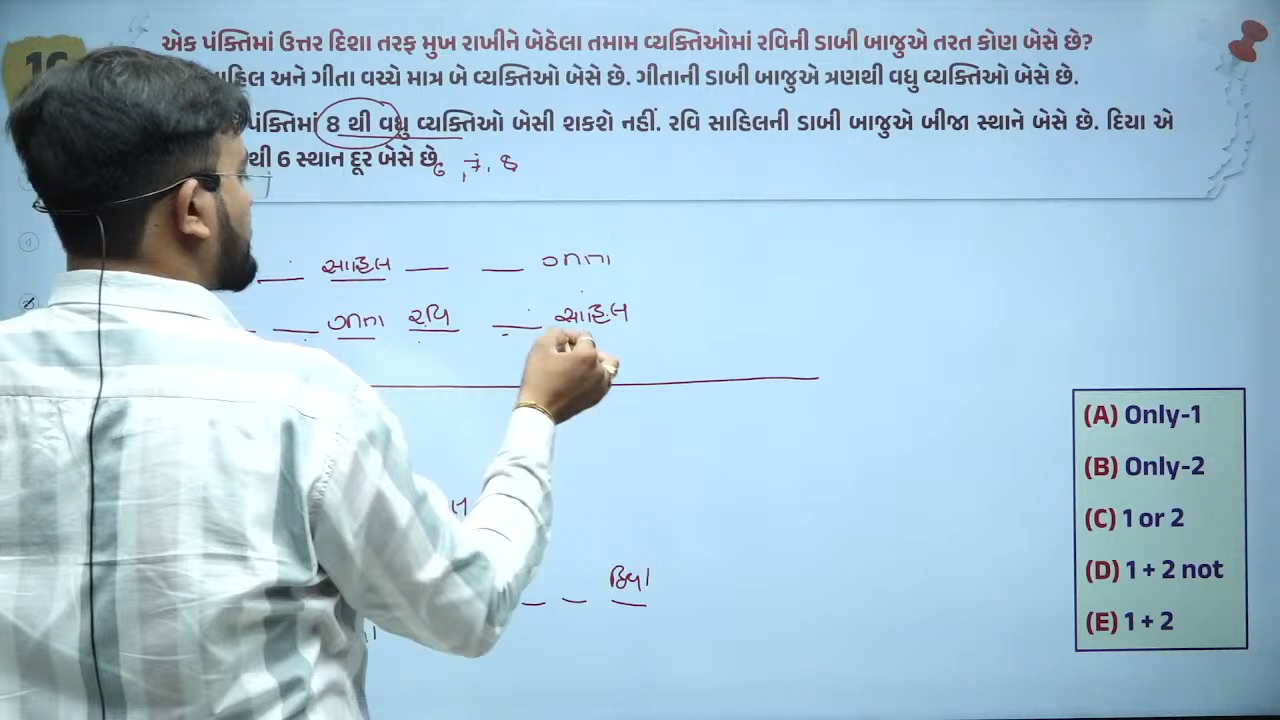 એક પંક્તિમાં ઉત્તર દિશા તરફ મુખ રાખીને બેઠેલા તમામ વ્યક્તિઓમાં રવિની ડાબી બાજુએ તરત કોણ બેસે છે?
અને ગીતા વચ્ચે માત્ર બે વ્યક્તિઓ બેસે છે. ગીતાની ડાબી બાજુએ ત્રણથી વધુ વ્યક્તિઓ બેસે છે.
પંક્તિમાં 8 થી વધુ વ્યક્તિઓ બેસી શકશે નહીં. રવિ સાહિલની ડાબી બાજુએ બીજા સ્થાને બેસે છે. દિયા એ
થી 6 સ્થાન દૂર બેસે છે.
6, 7, 8
સાહિલ
રવિ સાહિલ
દિયા
(A) Only-1
(B) Only-2
(C) 1 or 2
(D) 1 + 2 not
(E) 1 + 2